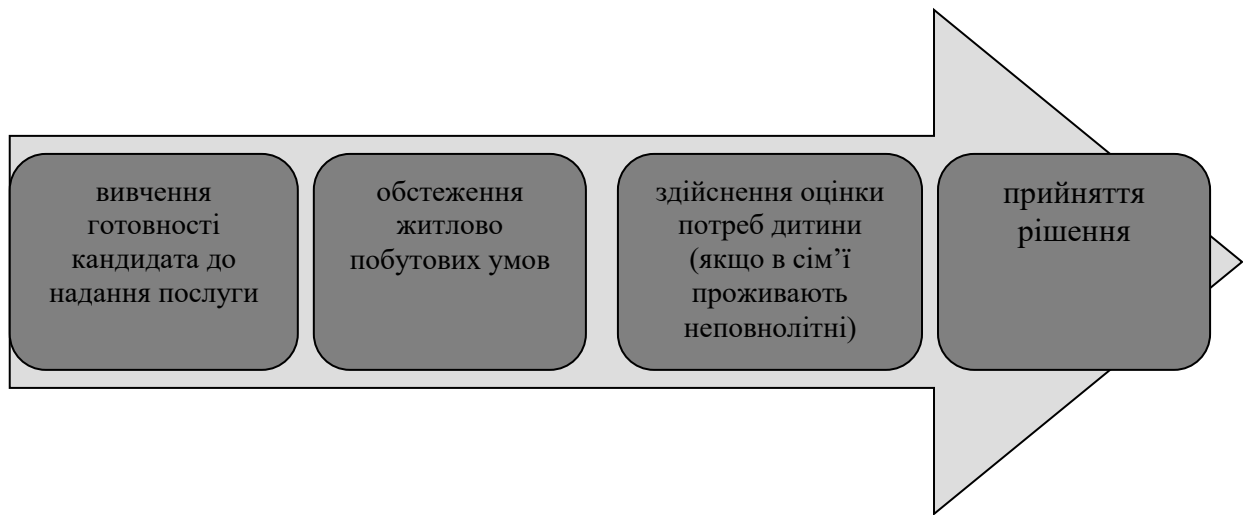 вивчення
готовності
кандидата до
надання послуги
обстеження
житлово
побутових умов
здійснення оцінки
потреб дитини
(якщо в сім’ї
проживають
неповнолітні)
прийняття
рішення